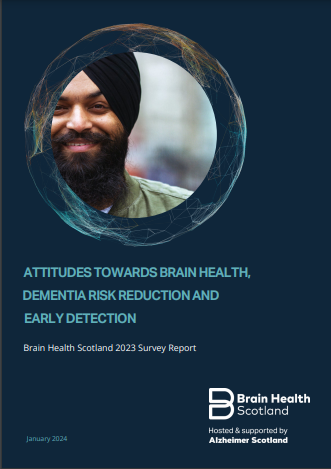 ATTITUDES TOWARDS BRAIN HEALTH,
DEMENTIA RISK REDUCTION AND
EARLY DETECTION
Brain Health Scotland 2023 Survey Report
Brain Health
Scotland
Hosted & supported by
Alzheimer Scotland
January 2024